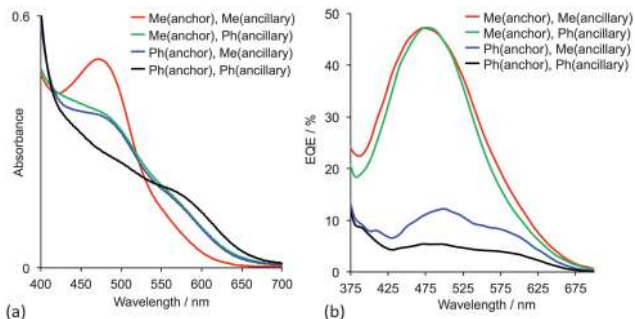 0.6
Absorbance
0
400 450 500 550 600 650 700
Wavelength / nm
Me(anchor), Me(ancillary)
Me(anchor), Ph(ancillary)
Ph(anchor), Me(ancillary)
Ph(anchor), Ph(ancillary)
(a)
50
40
30
20
10
0
EQE / %
375 425 475 525 575 625 675
Wavelength / nm
Me(anchor), Me(ancillary)
Me(anchor), Ph(ancillary)
Ph(anchor), Me(ancillary)
Ph(anchor), Ph(ancillary)
(b)